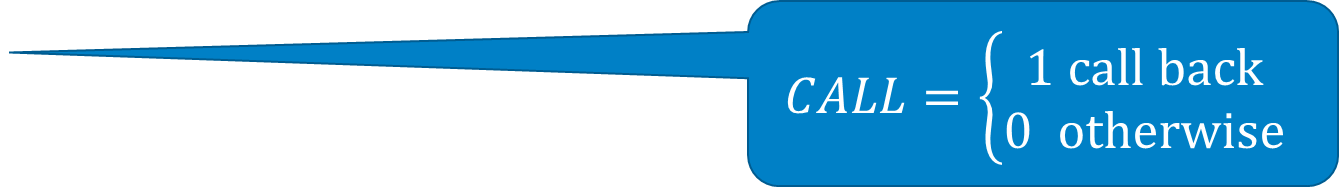 1 call back
CALL = {
0 otherwise